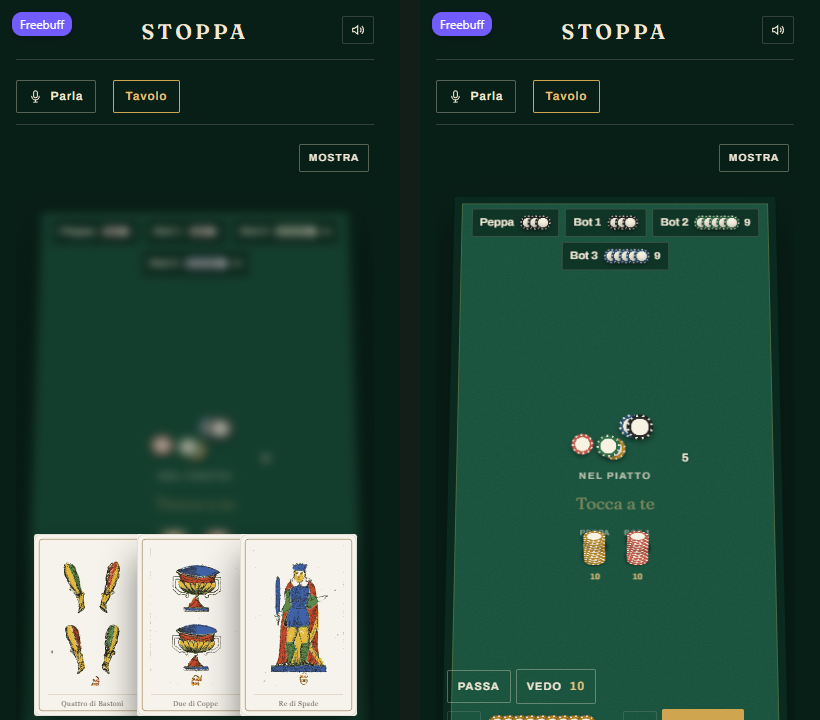 Freebuff
STOPPA
Parla
Tavolo
MOSTRA
Quattro di Bastoni
Due di Coppe
Re di Spade
Freebuff
STOPPA
Parla
Tavolo
MOSTRA
Peppa
Bot 1
Bot 2 9
Bot 3 9
5
NEL PIATTO
Tocca a te
10 10
PASSA
VEDO 10